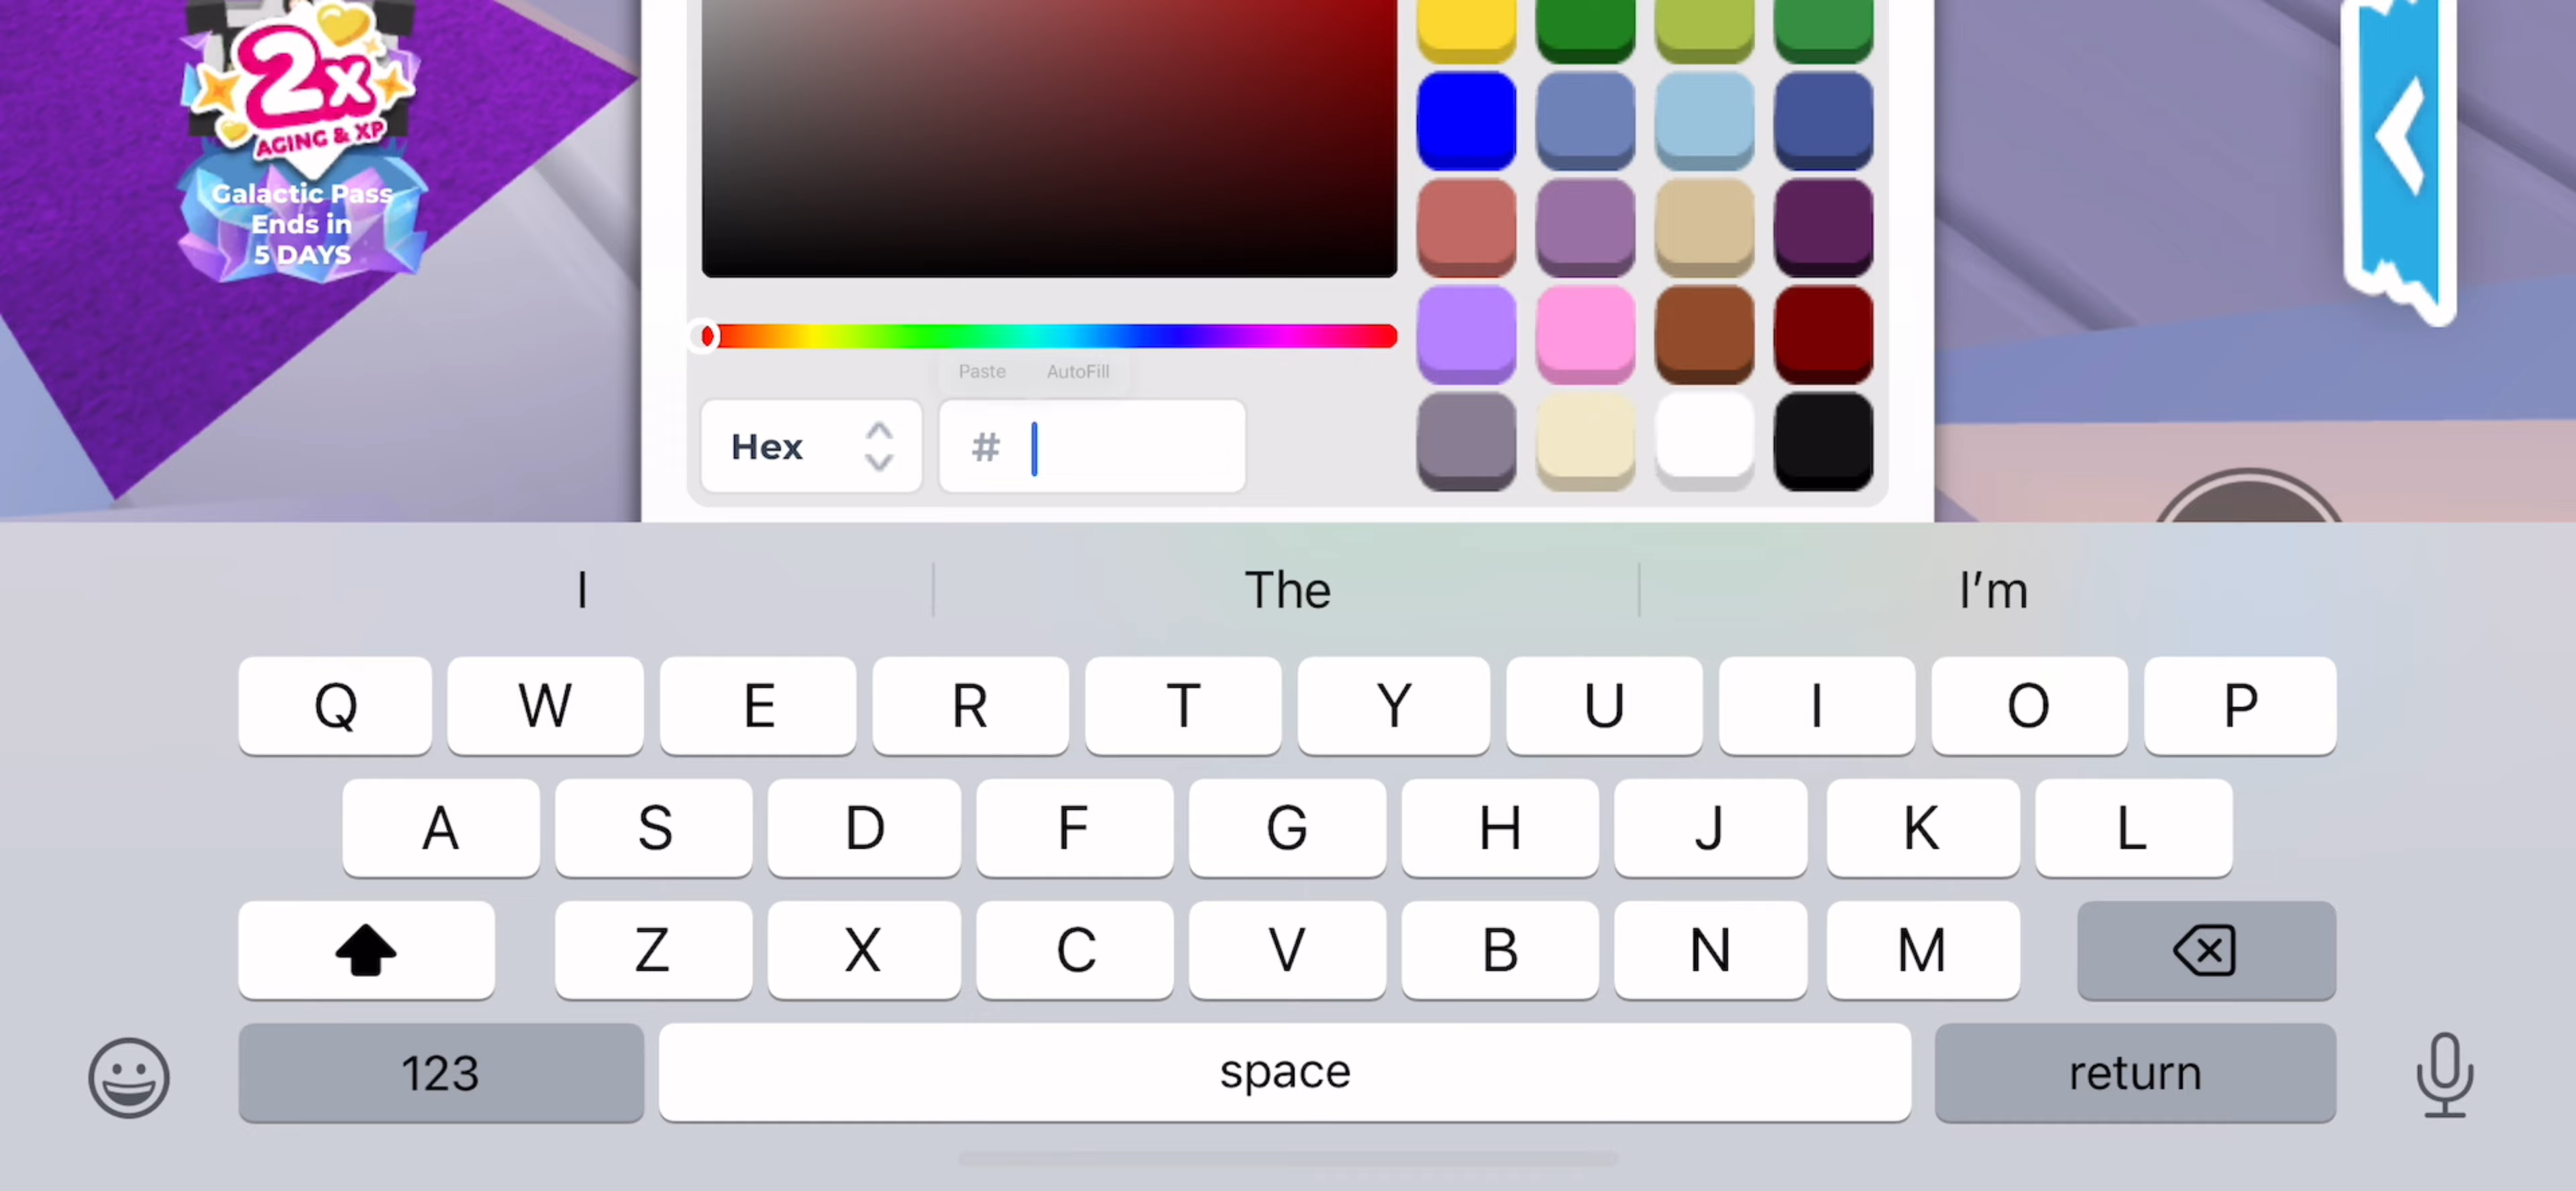 2x
AGING & XP
Galactic Pass
Ends in
5 DAYS
Paste AutoFill
Hex #
I The I'm
Q W E R T Y U I O P
A S D F G H J K L
Z X C V B N M
123 space return